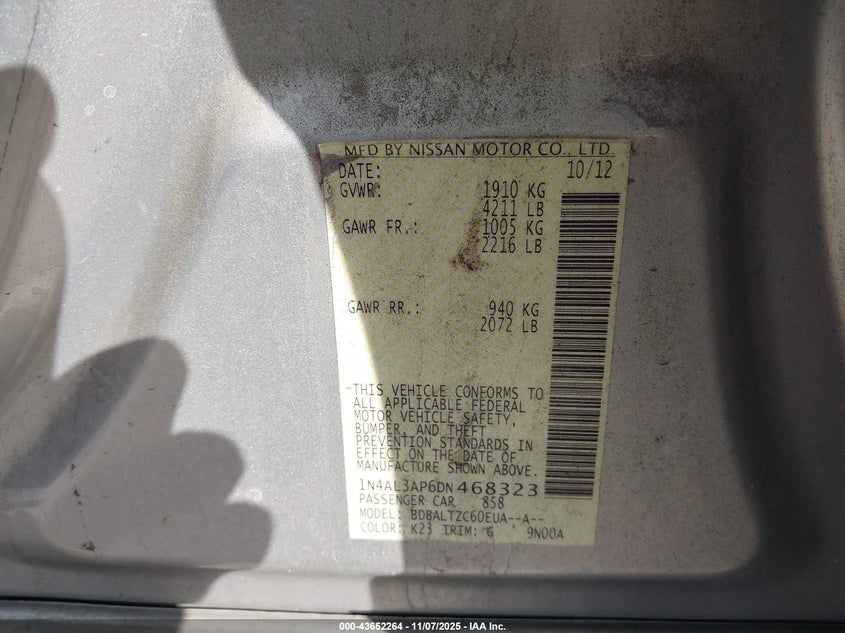 MFD BY NISSAN MOTOR CO., LTD.
DATE: 10/12
GVWR: 1910 KG
4211 LB
GAWR FR.: 1005 KG
2216 LB
GAWR RR.: 940 KG
2072 LB
THIS VEHICLE CONFORMS TO
ALL APPLICABLE FEDERAL
MOTOR VEHICLE SAFETY,
BUMPER, AND THEFT
PREVENTION STANDARDS IN
EFFECT ON THE DATE OF
MANUFACTURE SHOWN ABOVE.
1N4AL3AP6DN468323
PASSENGER CAR 858
MODEL: BDBALTZC60EUA--A--
COLOR: K23 TRIM: G 9N00A
000-43652264 - 11/07/2025 - IAA Inc.